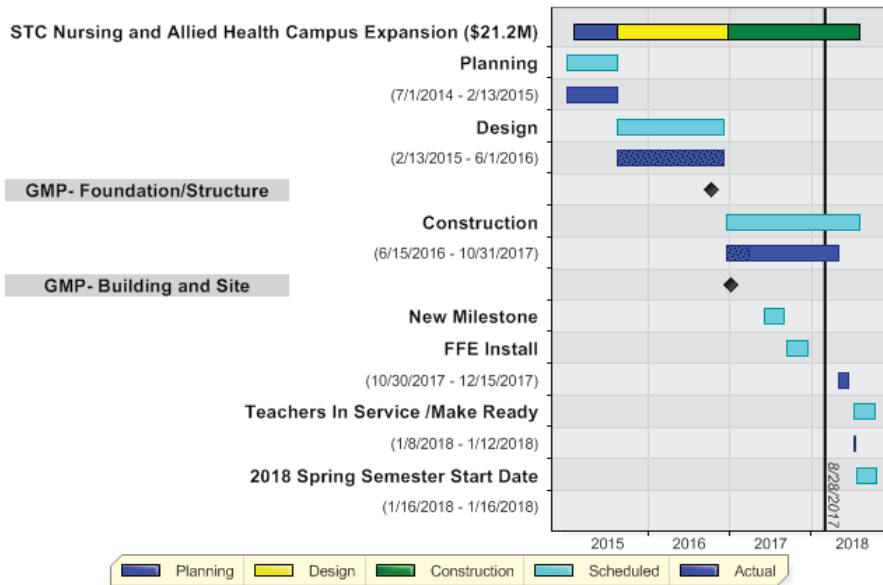 STC Nursing and Allied Health Campus Expansion ($21.2M)
Planning
(7/1/2014 - 2/13/2015)
Design
(2/13/2015 - 6/1/2016)
GMP- Foundation/Structure
Construction
(6/15/2016 - 10/31/2017)
GMP- Building and Site
New Milestone
FFE Install
(10/30/2017 - 12/15/2017)
Teachers In Service /Make Ready
(1/8/2018 - 1/12/2018)
2018 Spring Semester Start Date
(1/16/2018 - 1/16/2018)
8/28/2017
2015 2016 2017 2018
Planning Design Construction Scheduled Actual